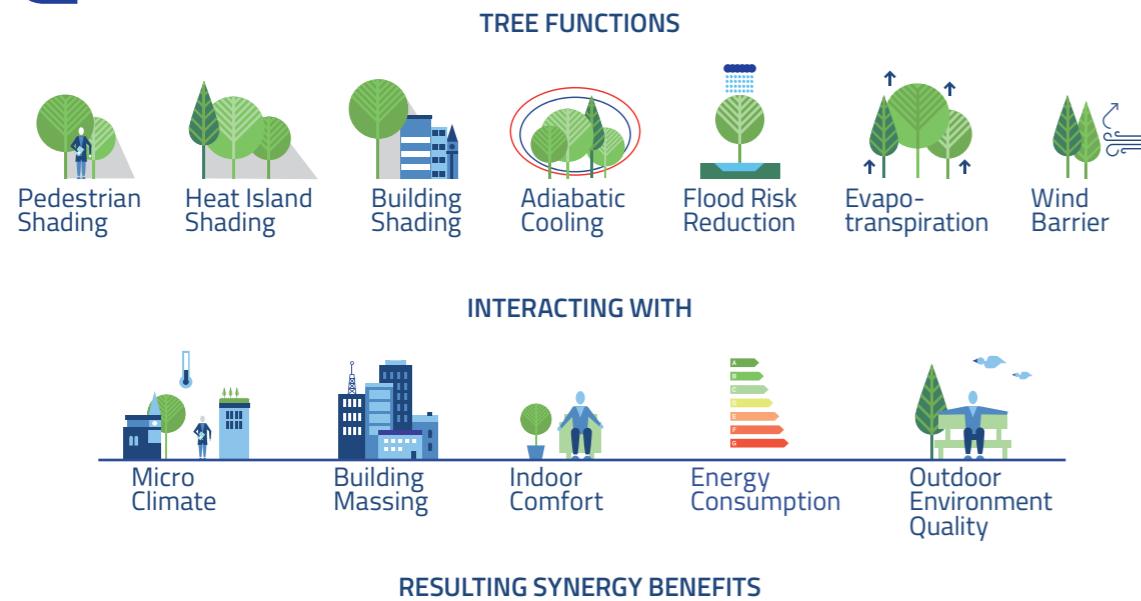 TREE FUNCTIONS
Pedestrian
Shading
Heat Island
Shading
Building
Shading
Adiabatic
Cooling
Flood Risk
Reduction
Evapo-
transpiration
Wind
Barrier
INTERACTING WITH
A
B
C
D
E
F
G
Micro
Climate
Building
Massing
Indoor
Comfort
Energy
Consumption
Outdoor
Environment
Quality
RESULTING SYNERGY BENEFITS